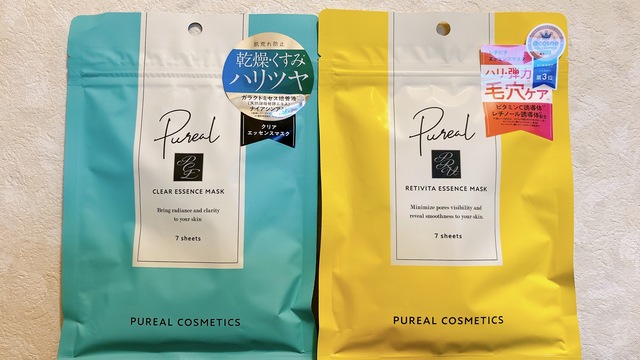 肌荒れ防止
乾燥・くすみ
ハリツヤ
ガラクトミセス培養液
ナイアシンアミド
クリア
エッセンスマスク
Pureal
PCE
CLEAR ESSENCE MASK
Bring radiance and clarity
to your skin.
7 sheets
PUREAL COSMETICS
@cosme
第3位
ハリ・弾力
毛穴ケア
ビタミンC誘導体
レチノール誘導体
Pureal
RETIVITA ESSENCE MASK
Minimize pores visibility and
reveal smoothness to your skin.
7 sheets
PUREAL COSMETICS